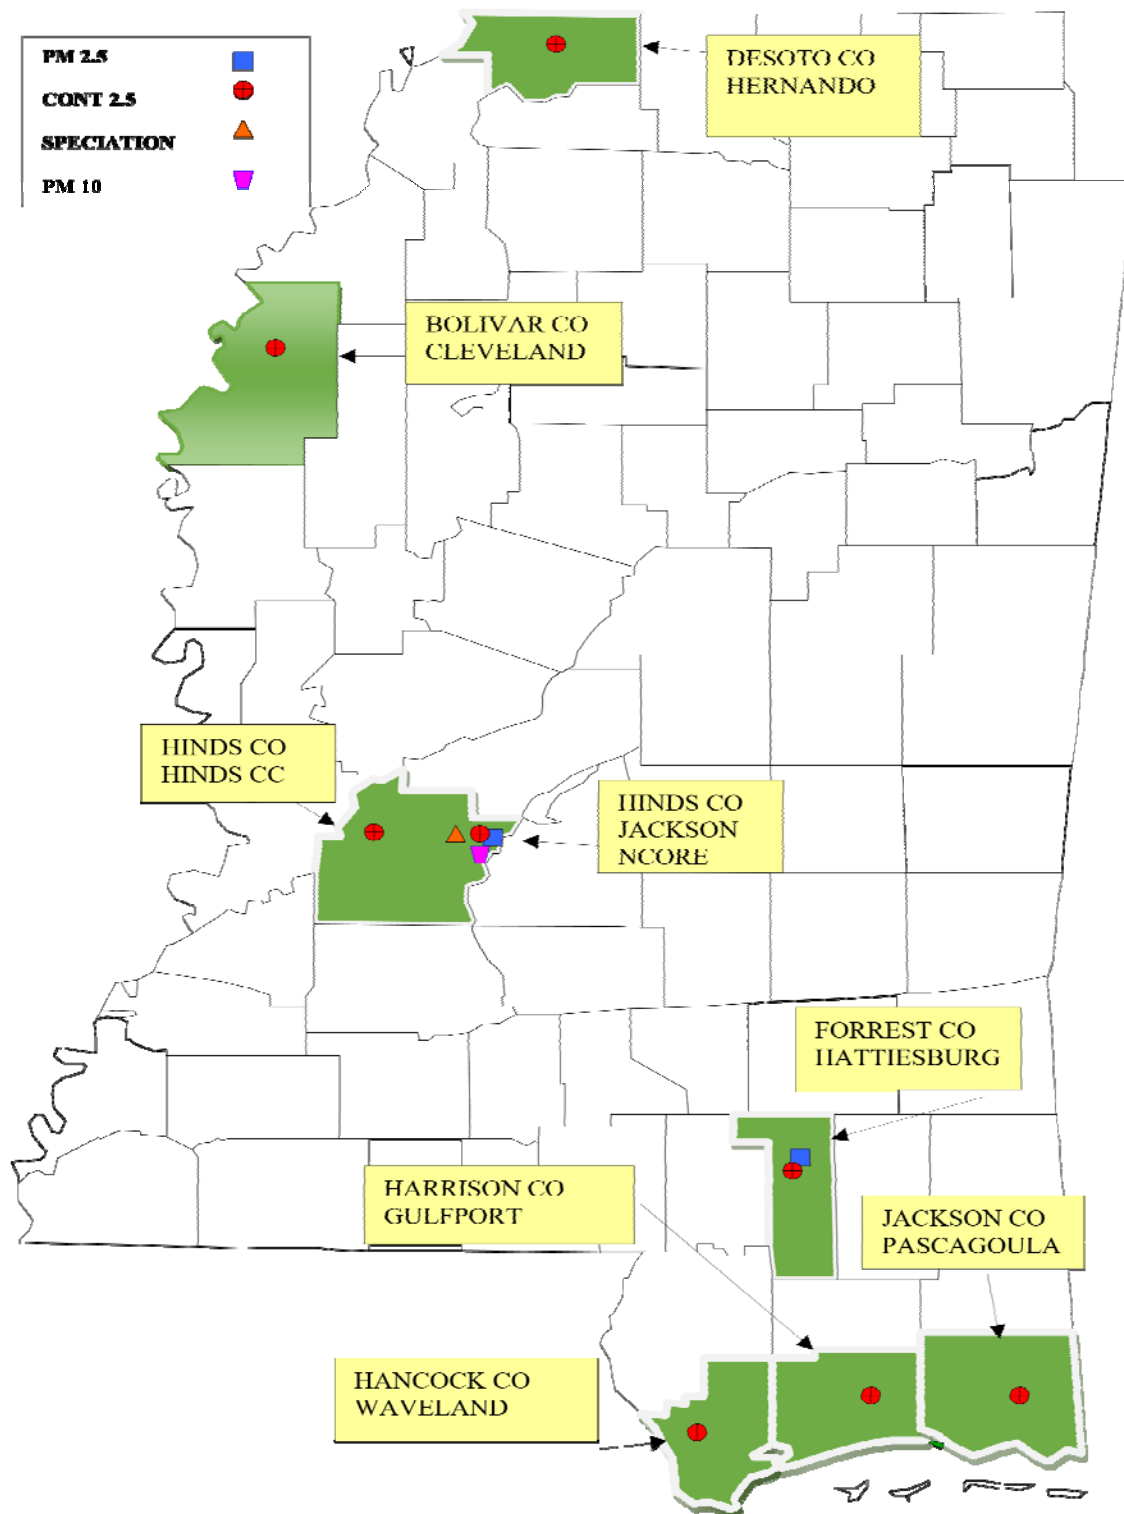 PM 2.5
CONT 2.5
SPECIATION
PM 10
DESOTO CO
HERNANDO
BOLIVAR CO
CLEVELAND
HINDS CO
HINDS CC
HINDS CO
JACKSON
NCORE
FORREST CO
HATTIESBURG
HARRISON CO
GULFPORT
JACKSON CO
PASCAGOULA
HANCOCK CO
WAVELAND